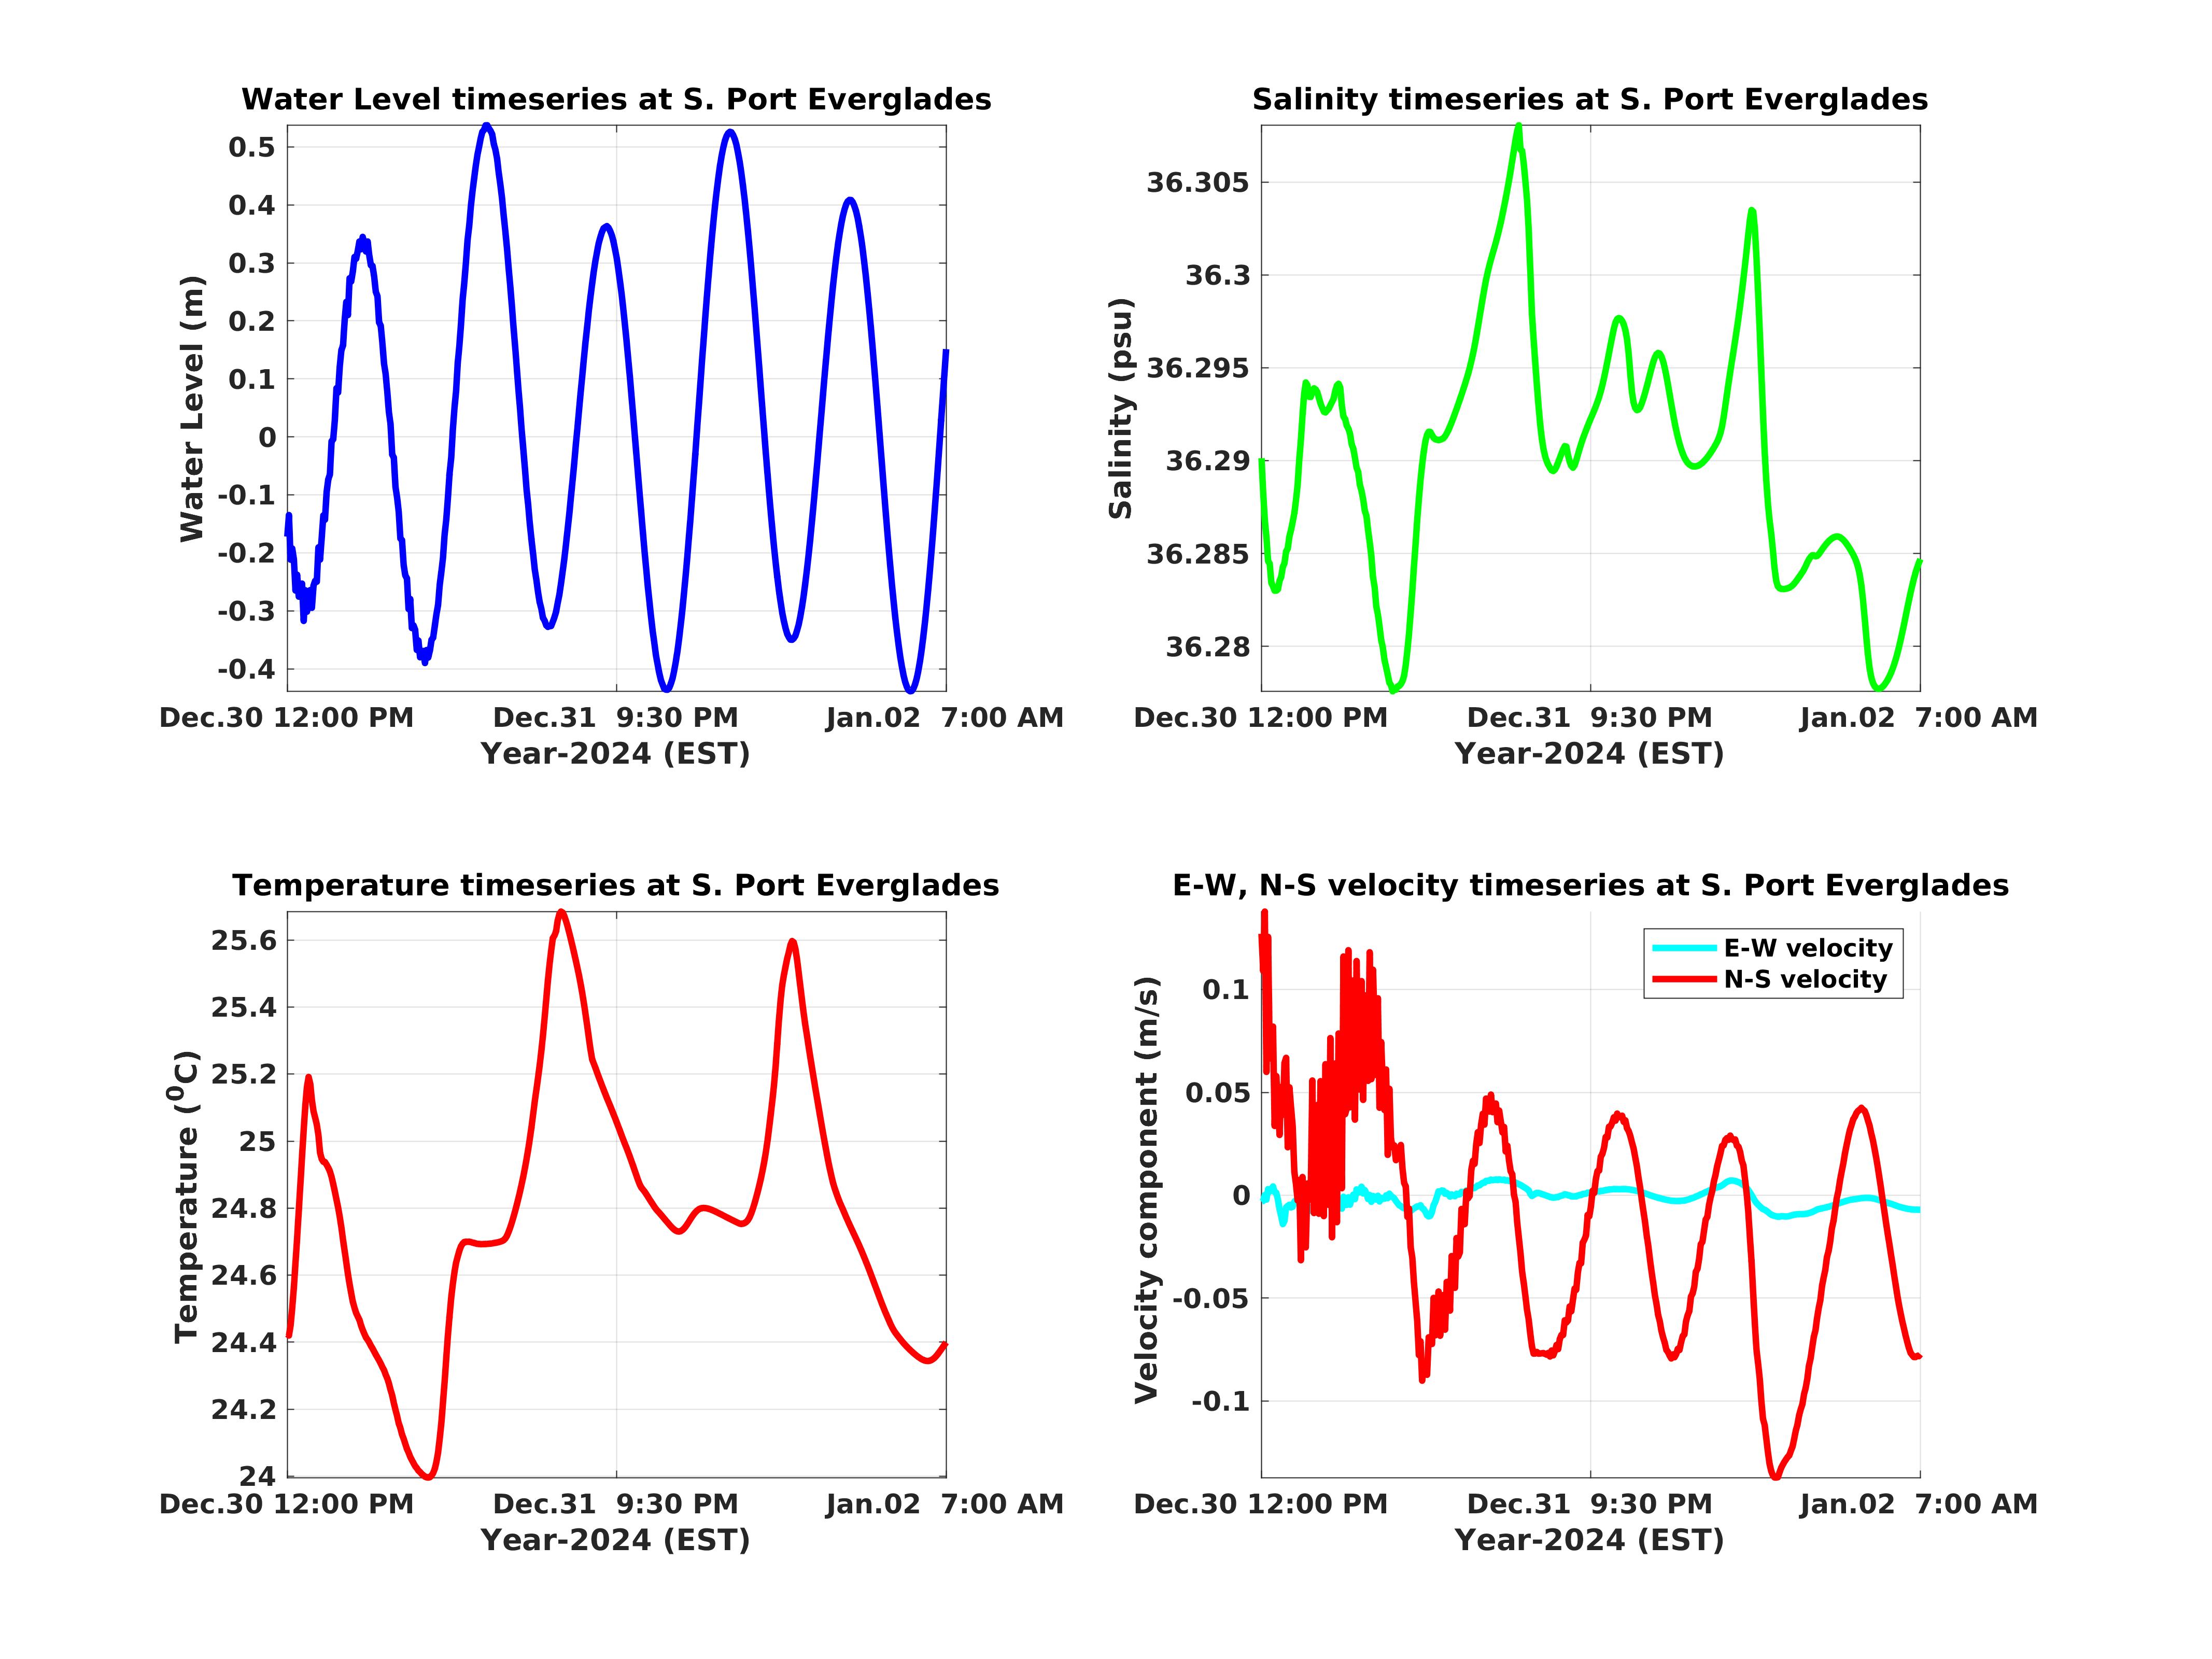 Water Level timeseries at S. Port Everglades
Water Level (m)
0.5
0.4
0.3
0.2
0.1
0
-0.1
-0.2
-0.3
-0.4
Dec.30 12:00 PM
Dec.31 9:30 PM
Jan.02 7:00 AM
Year-2024 (EST)
Salinity timeseries at S. Port Everglades
Salinity (psu)
36.305
36.3
36.295
36.29
36.285
36.28
Dec.30 12:00 PM
Dec.31 9:30 PM
Jan.02 7:00 AM
Year-2024 (EST)
Temperature timeseries at S. Port Everglades
Temperature (⁰C)
25.6
25.4
25.2
25
24.8
24.6
24.4
24.2
24
Dec.30 12:00 PM
Dec.31 9:30 PM
Jan.02 7:00 AM
Year-2024 (EST)
E-W, N-S velocity timeseries at S. Port Everglades
Velocity component (m/s)
E-W velocity
N-S velocity
0.1
0.05
0
-0.05
-0.1
Dec.30 12:00 PM
Dec.31 9:30 PM
Jan.02 7:00 AM
Year-2024 (EST)